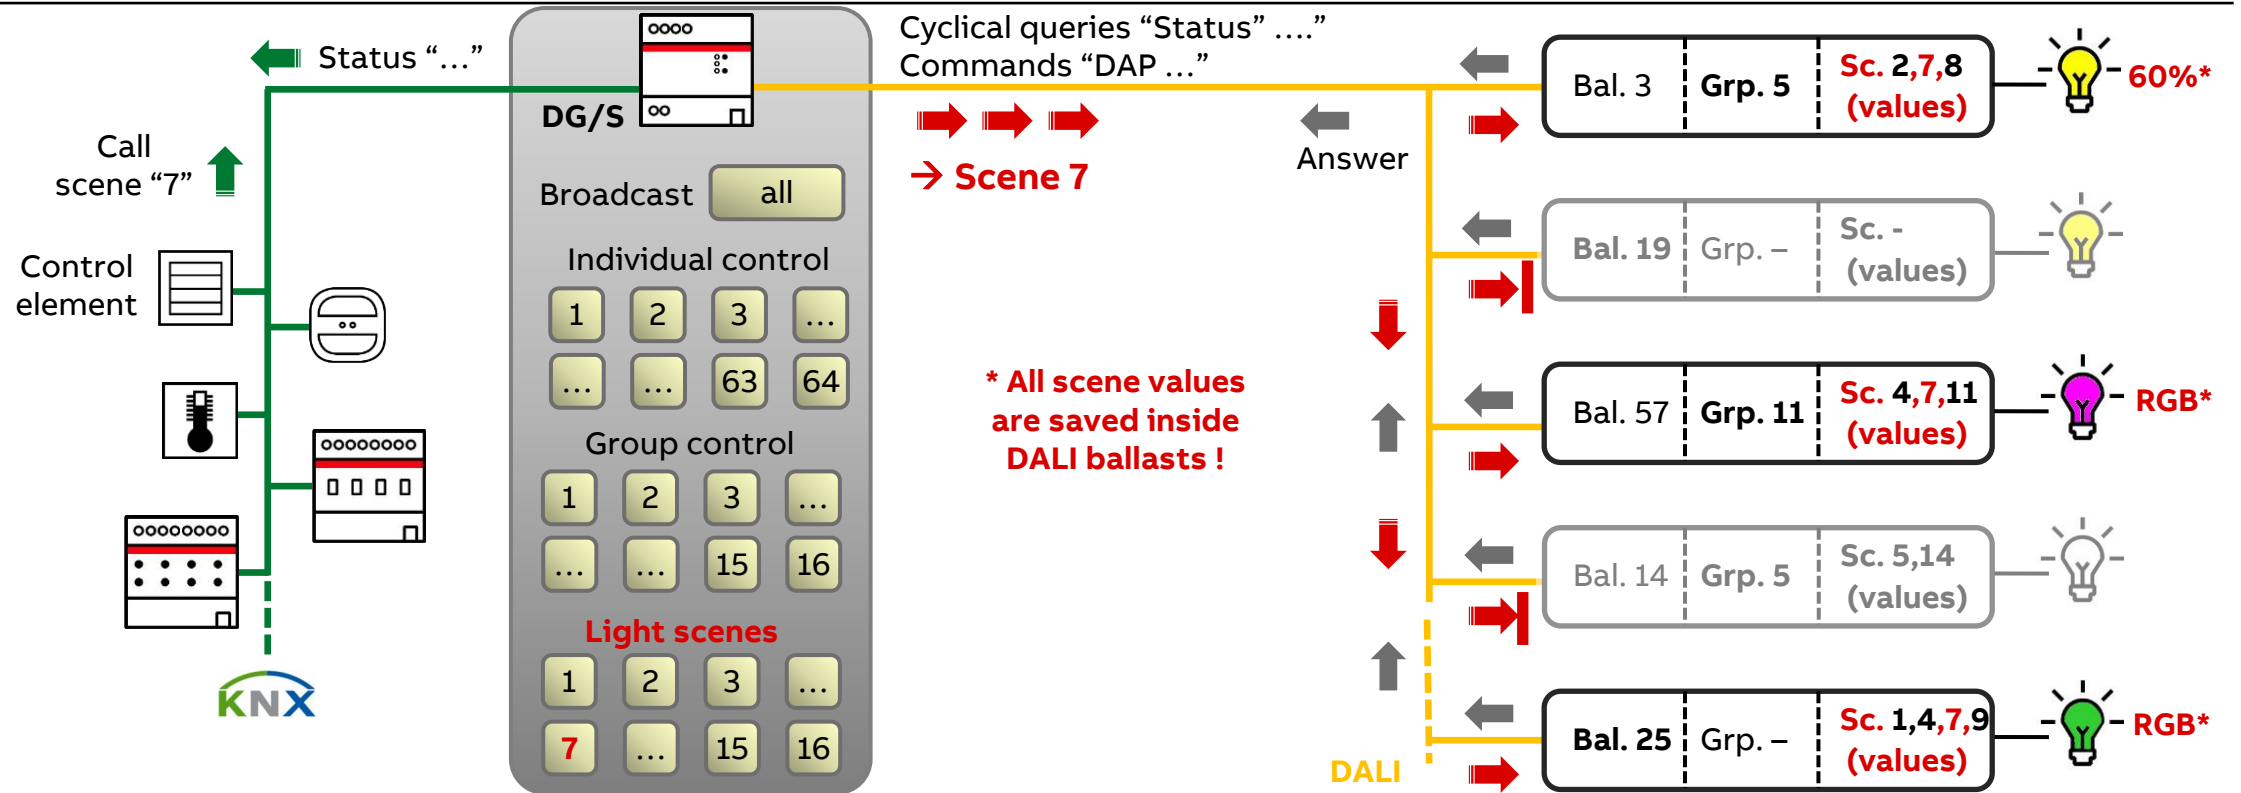 Status “...”
Call
scene “7”
Control
element
KNX
DG/S
Broadcast
all
Individual control
1 2 3 ...
... ... 63 64
Group control
1 2 3 ...
... ... 15 16
Light scenes
1 2 3 ...
7 ... 15 16
Cyclical queries “Status” ....”
Commands “DAP ...”
→ Scene 7
Answer
* All scene values
are saved inside
DALI ballasts !
DALI
Bal. 3
Grp. 5
Sc. 2,7,8
(values)
60%*
Bal. 19
Grp. –
Sc. -
(values)
Bal. 57
Grp. 11
Sc. 4,7,11
(values)
RGB*
Bal. 14
Grp. 5
Sc. 5,14
(values)
Bal. 25
Grp. –
Sc. 1,4,7,9
(values)
RGB*